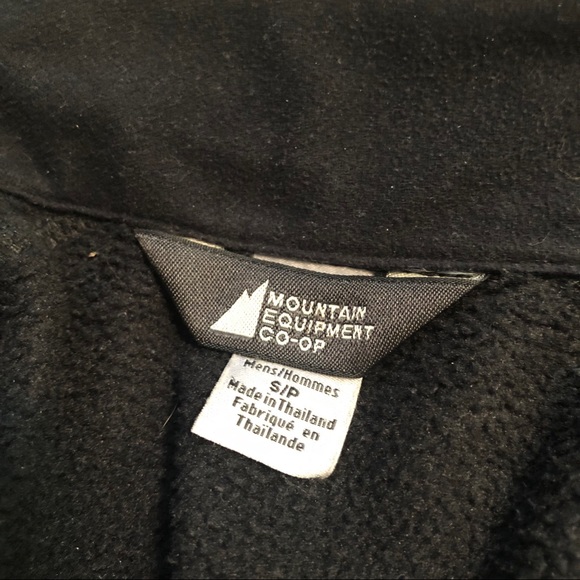 MOUNTAIN
EQUIPMENT
CO-OP
Mens/Hommes
S/P
Made in Thailand
Fabriqué en
Thaïlande